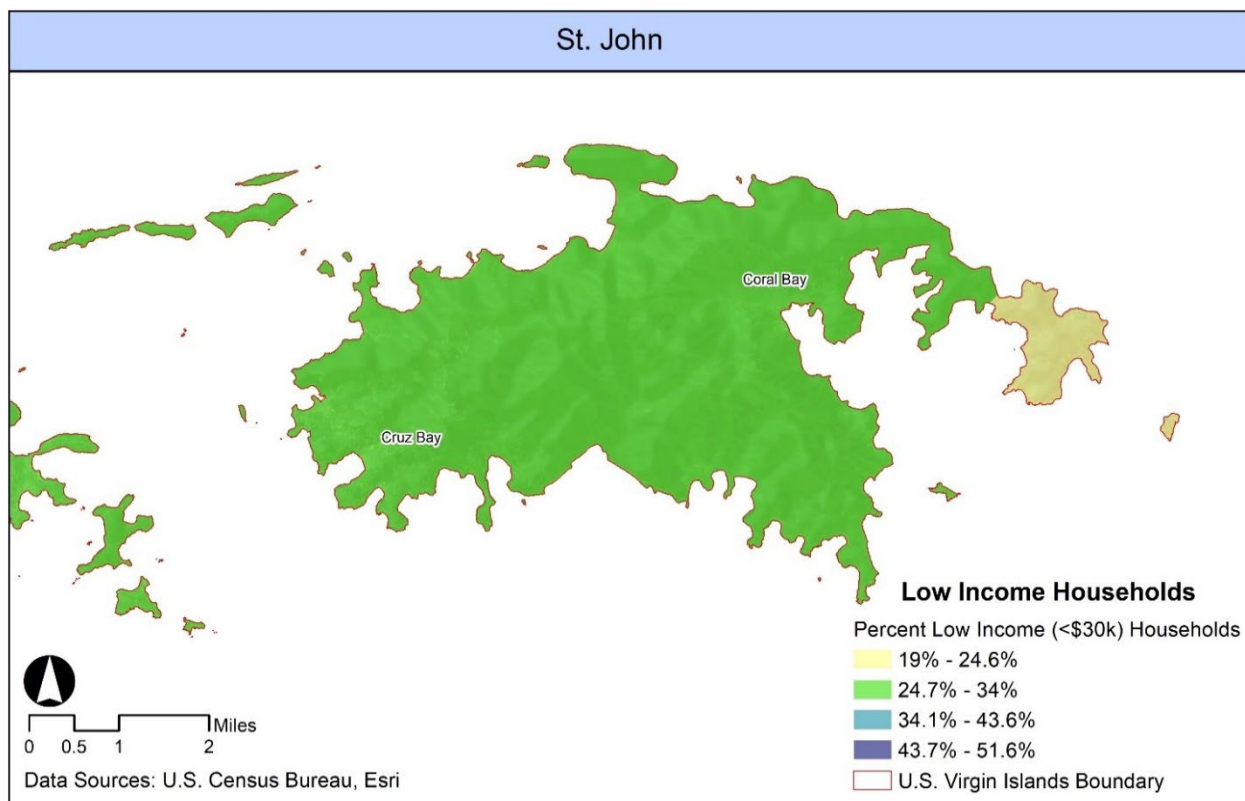 St. John
Coral Bay
Cruz Bay
Low Income Households
Percent Low Income (<$30k) Households
19% - 24.6%
24.7% - 34%
34.1% - 43.6%
43.7% - 51.6%
U.S. Virgin Islands Boundary
Miles
0 0.5 1 2
Data Sources: U.S. Census Bureau, Esri